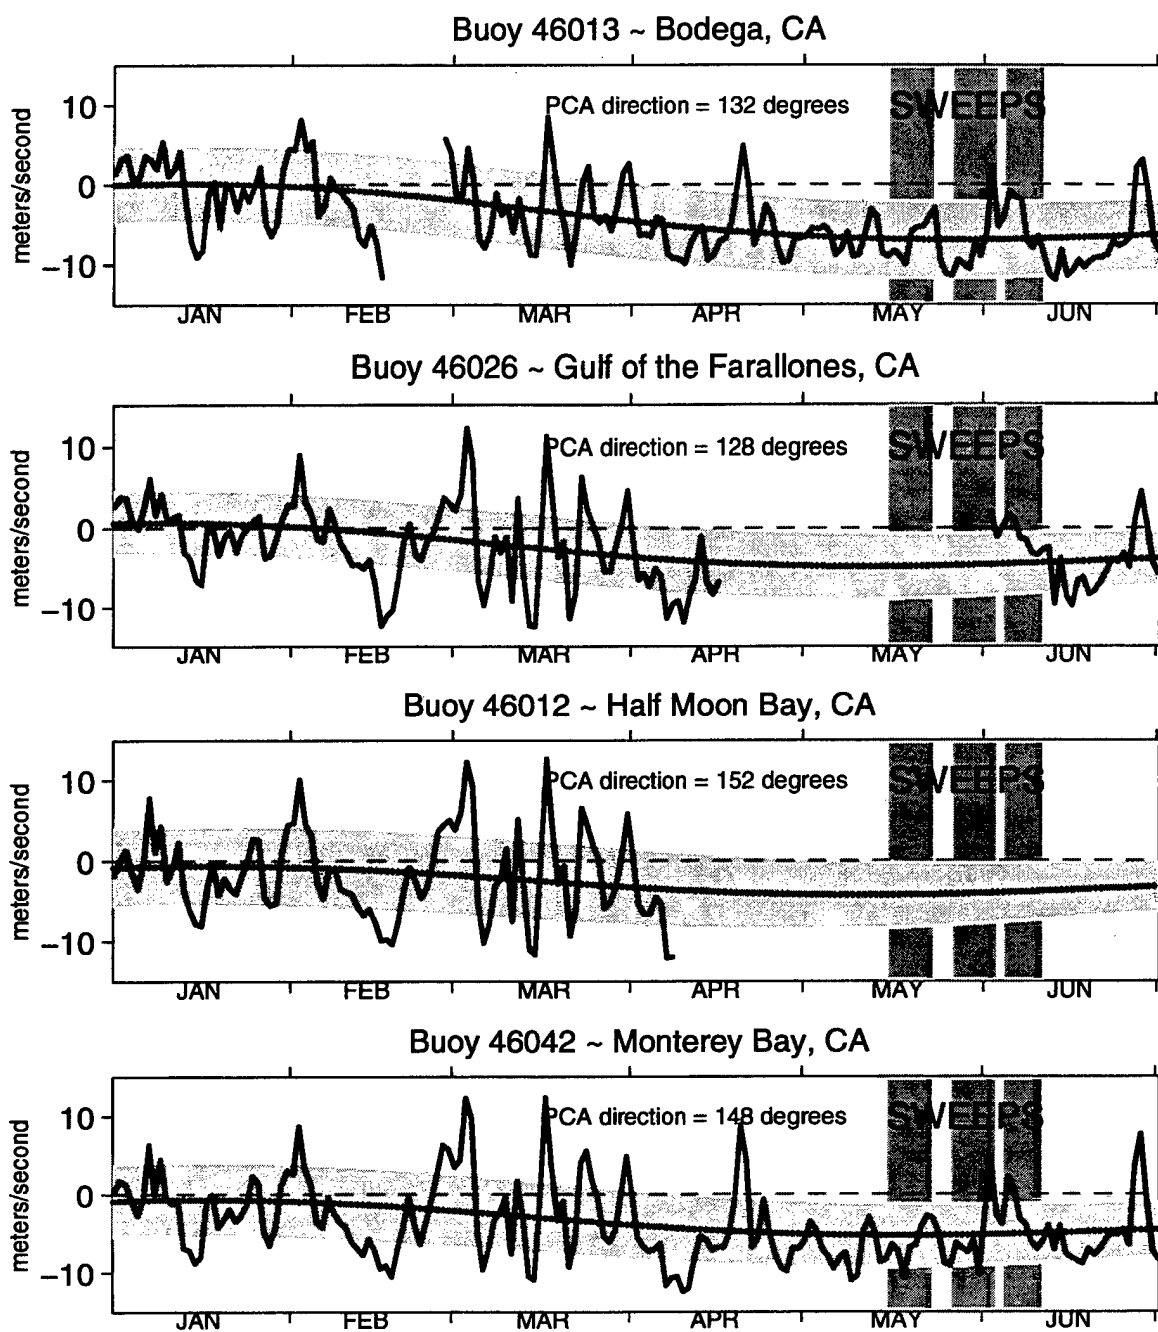 Buoy 46013 ~ Bodega, CA
meters/second
10
0
−10
PCA direction = 132 degrees
SWEEPS
JAN FEB MAR APR MAY JUN
Buoy 46026 ~ Gulf of the Farallones, CA
meters/second
10
0
−10
PCA direction = 128 degrees
SWEEPS
JAN FEB MAR APR MAY JUN
Buoy 46012 ~ Half Moon Bay, CA
meters/second
10
0
−10
PCA direction = 152 degrees
SWEEPS
JAN FEB MAR APR MAY JUN
Buoy 46042 ~ Monterey Bay, CA
meters/second
10
0
−10
PCA direction = 148 degrees
SWEEPS
JAN FEB MAR APR MAY JUN